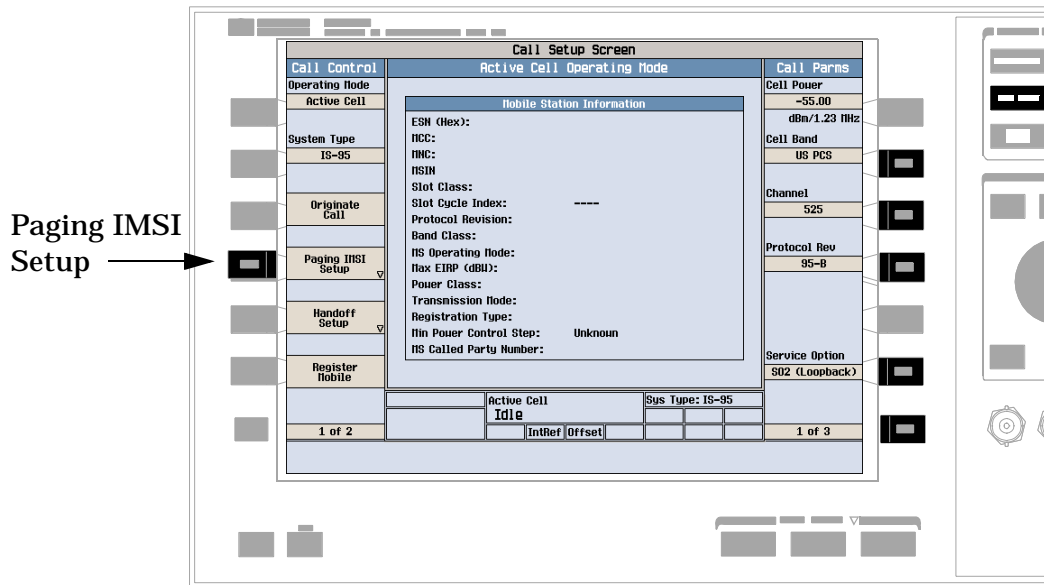 Call Setup Screen
Call Control
Active Cell Operating Mode
Call Parms
Operating Mode
Active Cell
System Type
IS-95
Originate
Call
Paging IMSI
Setup
Paging IMSI
Setup
Handoff
Setup
Register
Mobile
1 of 2
Mobile Station Information
ESN (Hex):
MCC:
MNC:
MSIN
Slot Class:
Slot Cycle Index: ----
Protocol Revision:
Band Class:
MS Operating Mode:
Max EIRP (dBW):
Power Class:
Transmission Mode:
Registration Type:
Min Power Control Step: Unknown
MS Called Party Number:
Active Cell
Idle
Sys Type: IS-95
IntRef Offset
Cell Power
-55.00
dBm/1.23 MHz
Cell Band
US PCS
Channel
525
Protocol Rev
95-B
Service Option
SO2 (Loopback)
1 of 3